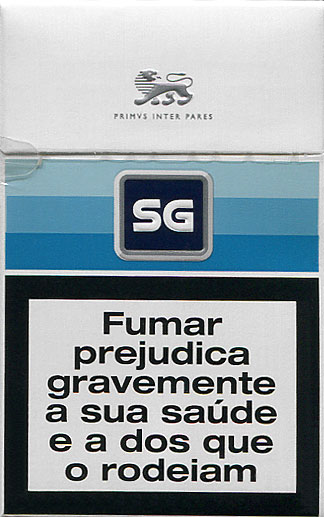 PRIMVS INTER PARES
SG
Fumar
prejudica
gravemente
a sua saúde
e a dos que
o rodeiam